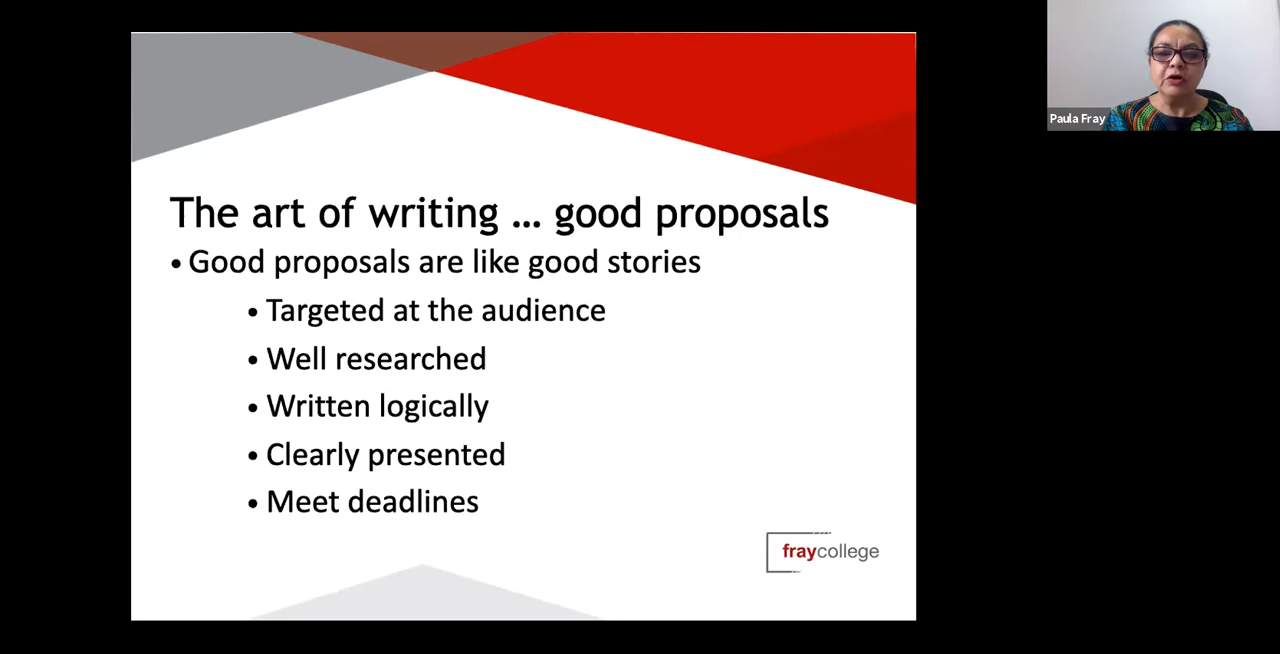 The art of writing … good proposals
• Good proposals are like good stories
• Targeted at the audience
• Well researched
• Written logically
• Clearly presented
• Meet deadlines
fraycollege
Paula Fray